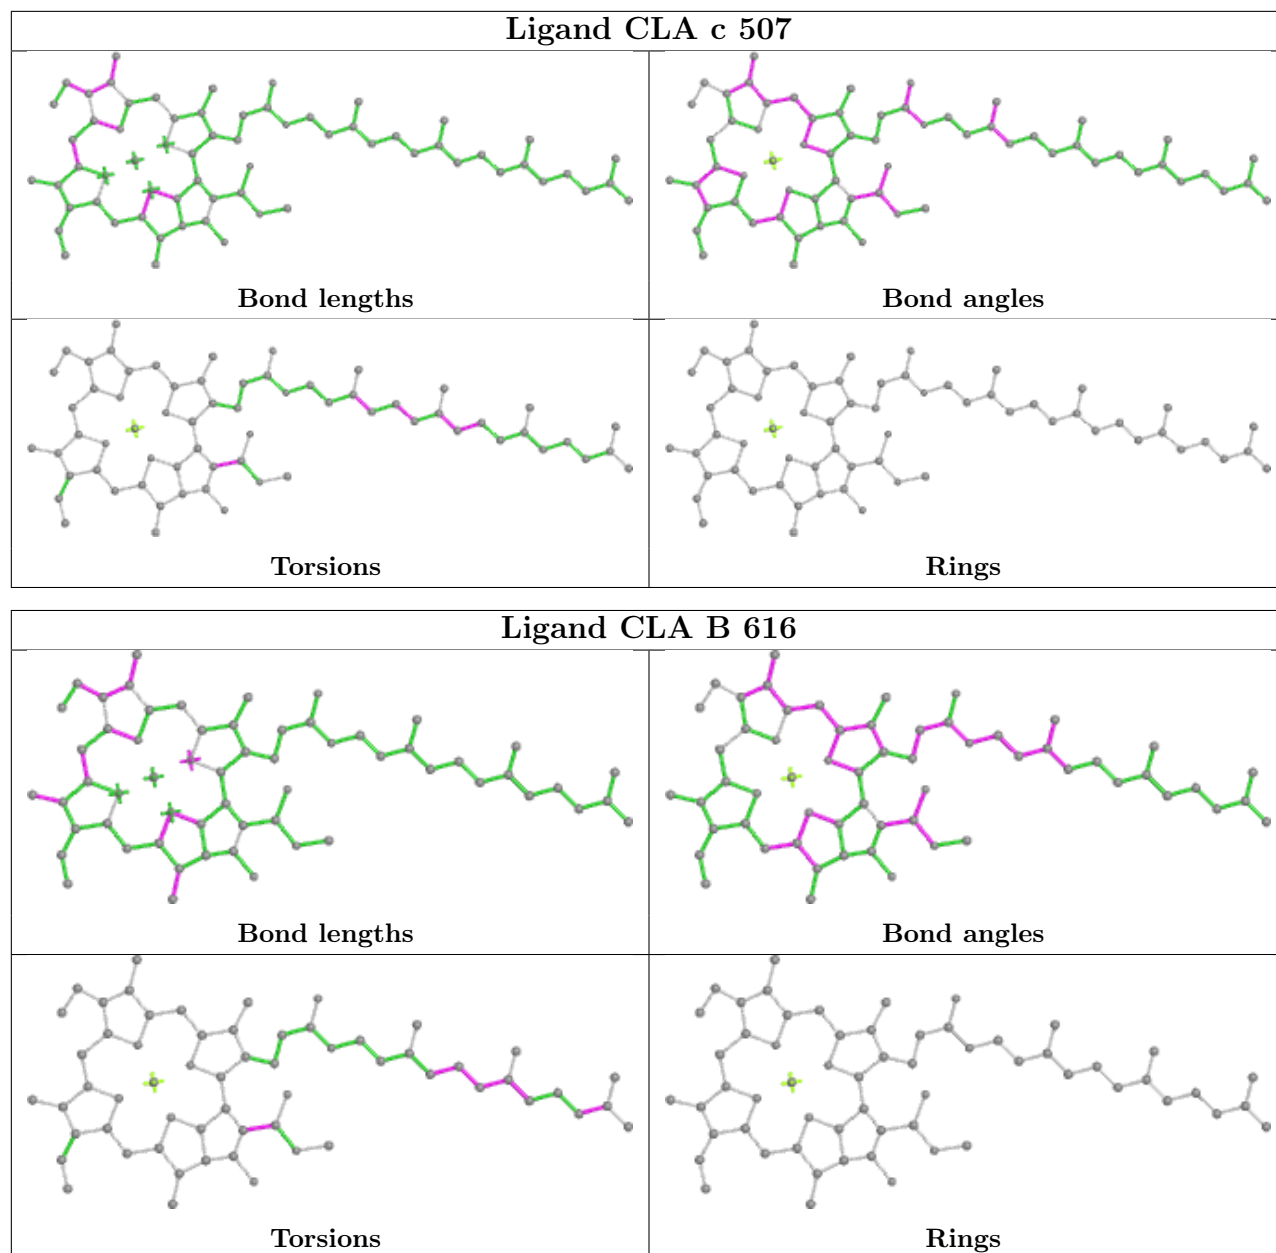 Ligand CLA c 507
Bond lengths
Bond angles
Torsions
Rings
Ligand CLA B 616
Bond lengths
Bond angles
Torsions
Rings